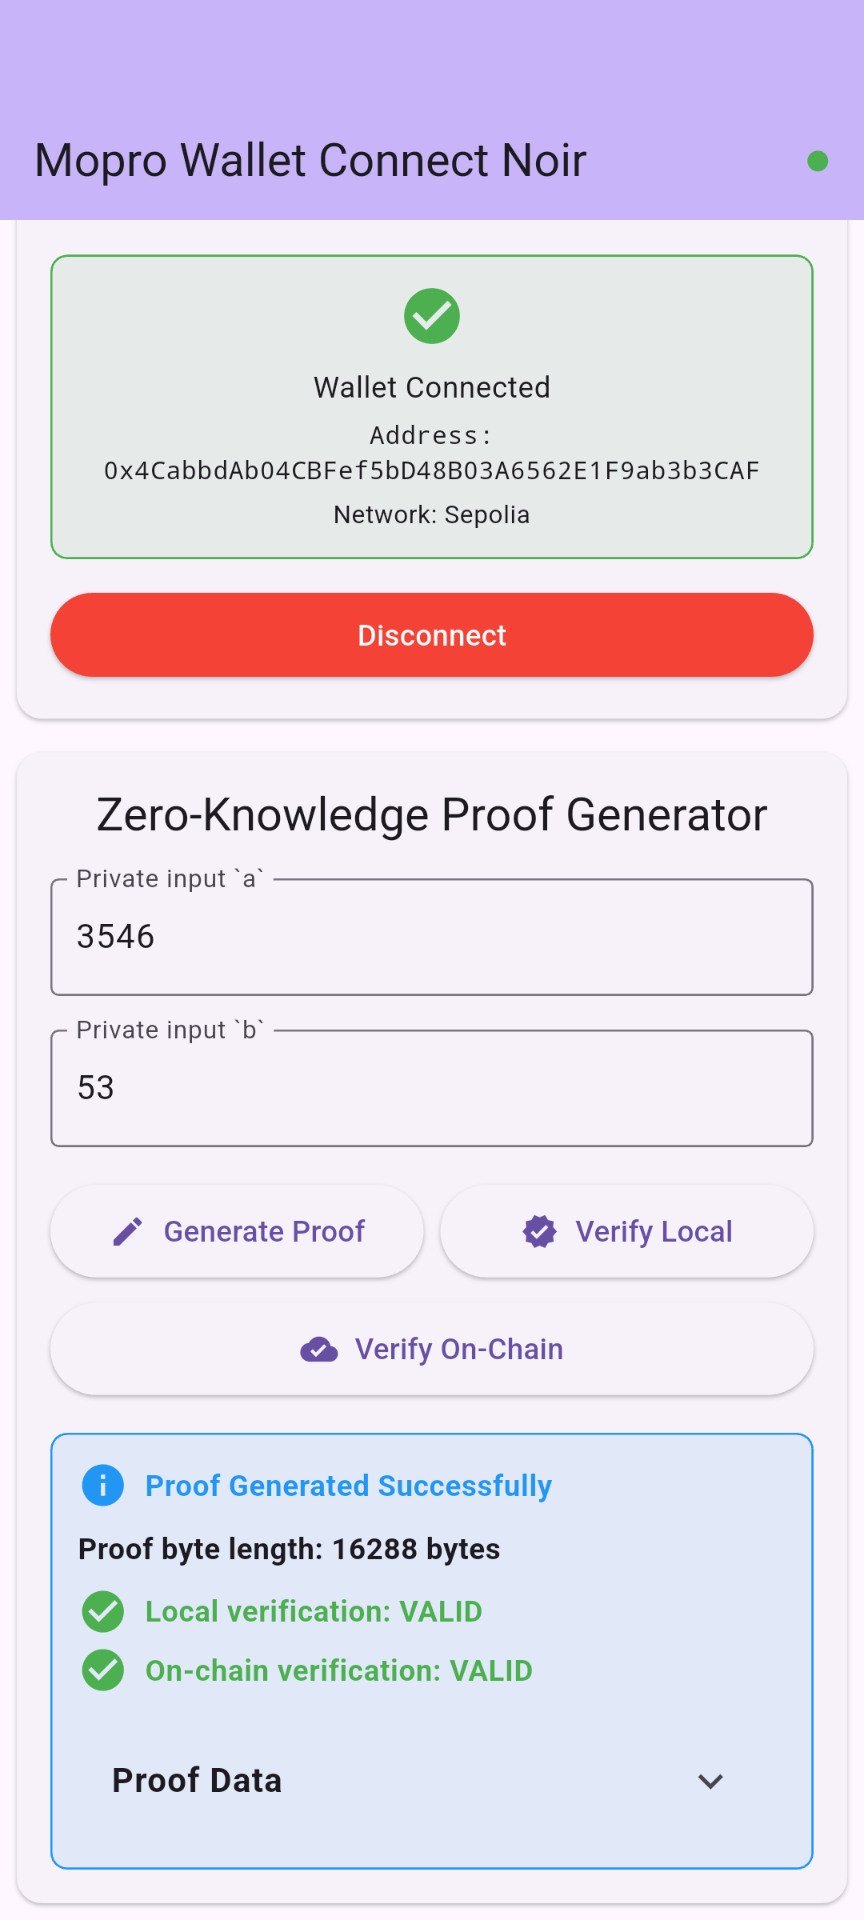 Mopro Wallet Connect Noir
Wallet Connected
Address:
0x4CabbdAb04CBFef5bD48B03A6562E1F9ab3b3CAF
Network: Sepolia
Disconnect
Zero-Knowledge Proof Generator
Private input `a`
3546
Private input `b`
53
Generate Proof
Verify Local
Verify On-Chain
Proof Generated Successfully
Proof byte length: 16288 bytes
Local verification: VALID
On-chain verification: VALID
Proof Data